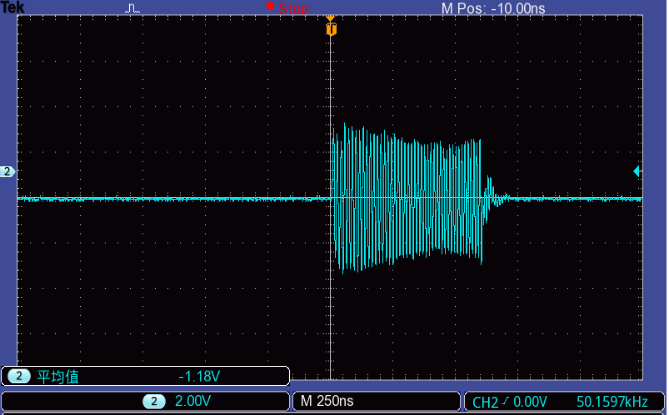 Tek Stop M Pos: -10.00ns
T
2
2 平均值 -1.18V
2 2.00V M 250ns CH2 0.00V 50.1597kHz